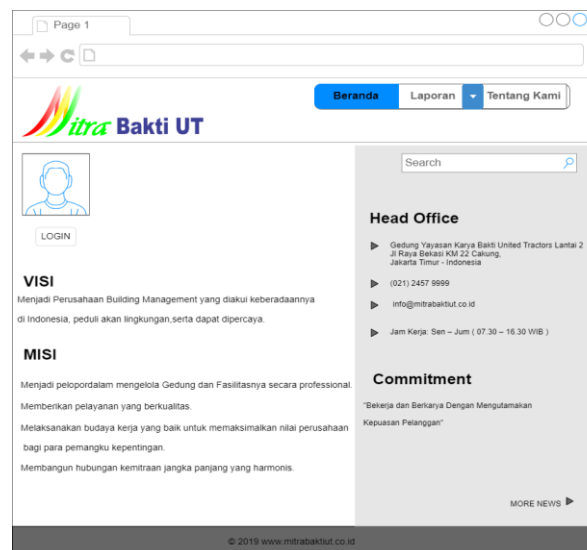 Page 1
Mitra Bakti UT
Beranda Laporan Tentang Kami
Search
LOGIN
VISI
Menjadi Perusahaan Building Management yang diakui keberadaannya
di Indonesia, peduli akan lingkungan,serta dapat dipercaya.
MISI
Menjadi pelopordalam mengelola Gedung dan Fasilitasnya secara professional.
Memberikan pelayanan yang berkualitas.
Melaksanakan budaya kerja yang baik untuk memaksimalkan nilai perusahaan
bagi para pemangku kepentingan.
Membangun hubungan kemitraan jangka panjang yang harmonis.
Head Office
Gedung Yayasan Karya Bakti United Tractors Lantai 2
Jl Raya Bekasi KM 22 Cakung,
Jakarta Timur - Indonesia
(021) 2457 9999
info@mitrabaktiut.co.id
Jam Kerja: Sen – Jum ( 07.30 – 16.30 WIB )
Commitment
"Bekerja dan Berkarya Dengan Mengutamakan
Kepuasan Pelanggan"
MORE NEWS
© 2019 www.mitrabaktiut.co.id